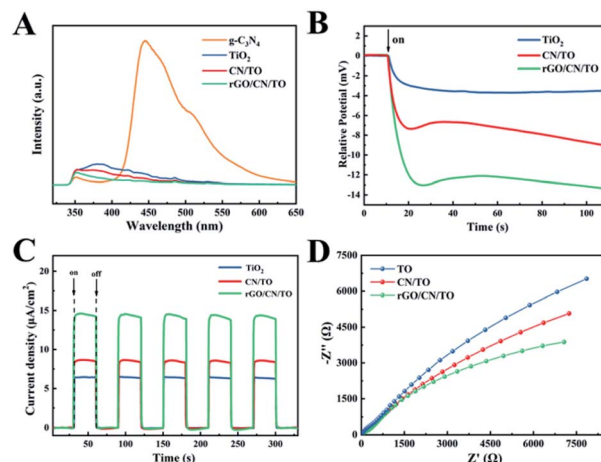 A
g-C₃N₄
TiO₂
CN/TO
rGO/CN/TO
Intensity (a.u.)
350 400 450 500 550 600 650
Wavelength (nm)
B
on
TiO₂
CN/TO
rGO/CN/TO
Relative Potetial (mV)
2
0
-2
-4
-6
-8
-10
-12
-14
0 20 40 60 80 100
Time (s)
C
on off
TiO₂
CN/TO
rGO/CN/TO
Current density (μA/cm²)
25
20
15
10
5
0
50 100 150 200 250 300
Time (s)
D
TO
CN/TO
rGO/CN/TO
-Z'' (Ω)
7500
6000
4500
3000
1500
0
0 1500 3000 4500 6000 7500
Z' (Ω)